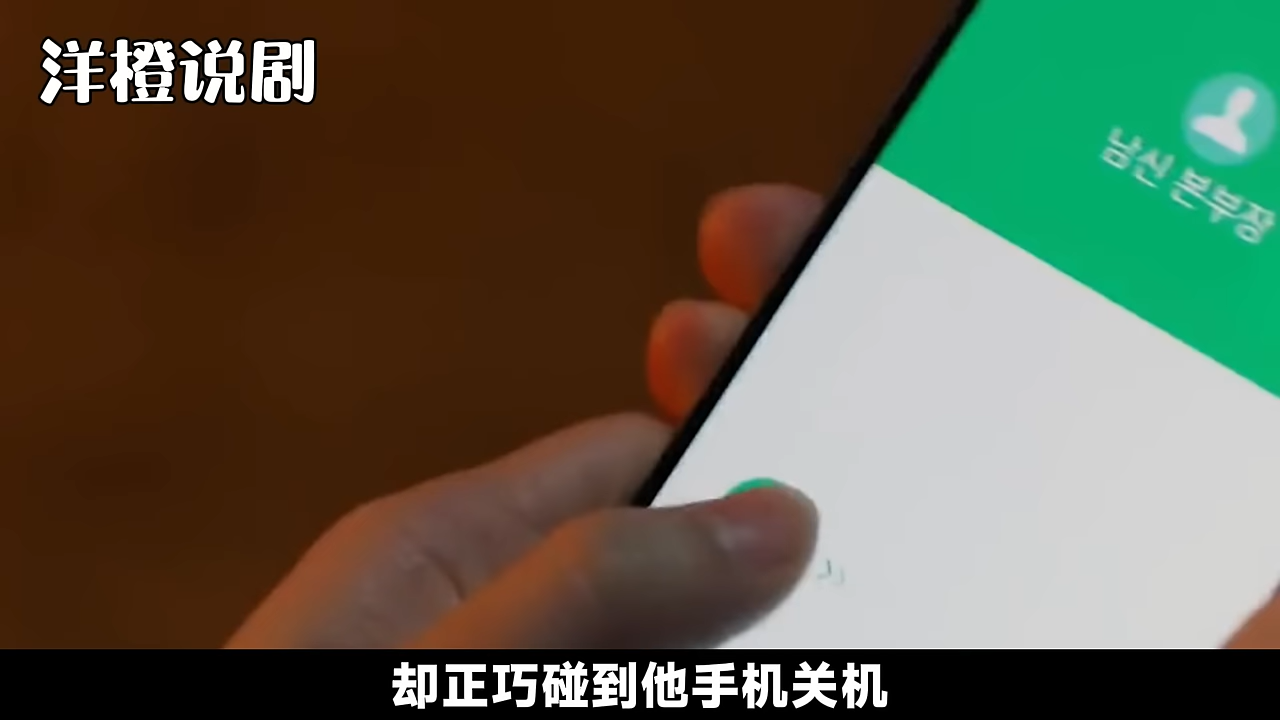 洋橙说剧
남신 본부장
却正巧碰到他手机关机